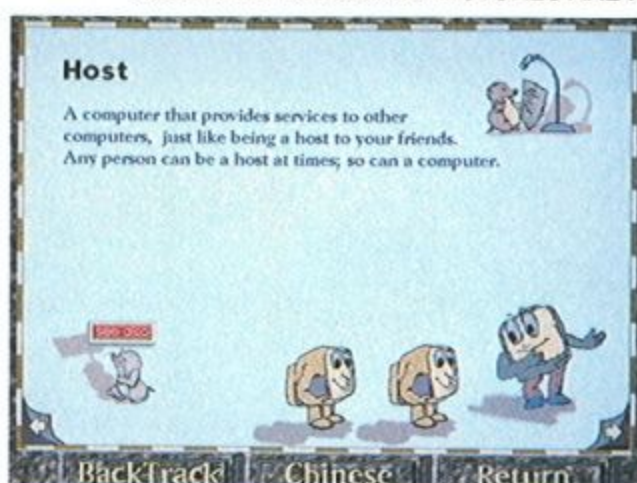 Host
A computer that provides services to other
computers, just like being a host to your friends.
Any person can be a host at times; so can a computer.
BackTrack
Chinese
Return